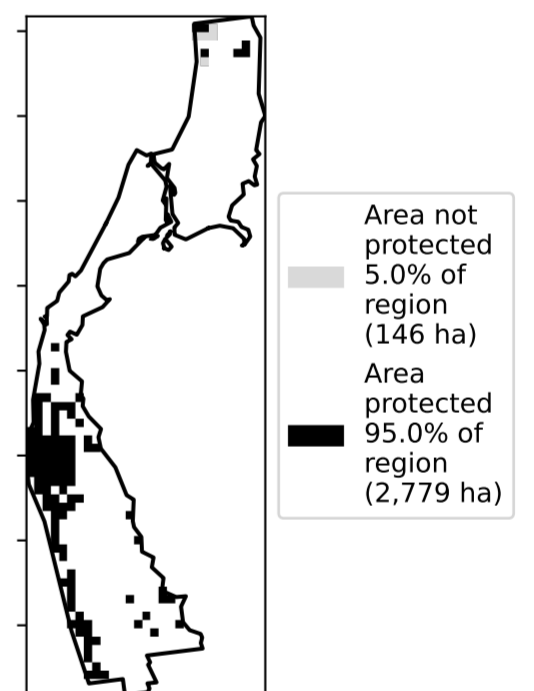 Area not
protected
5.0% of
region
(146 ha)
Area
protected
95.0% of
region
(2,779 ha)